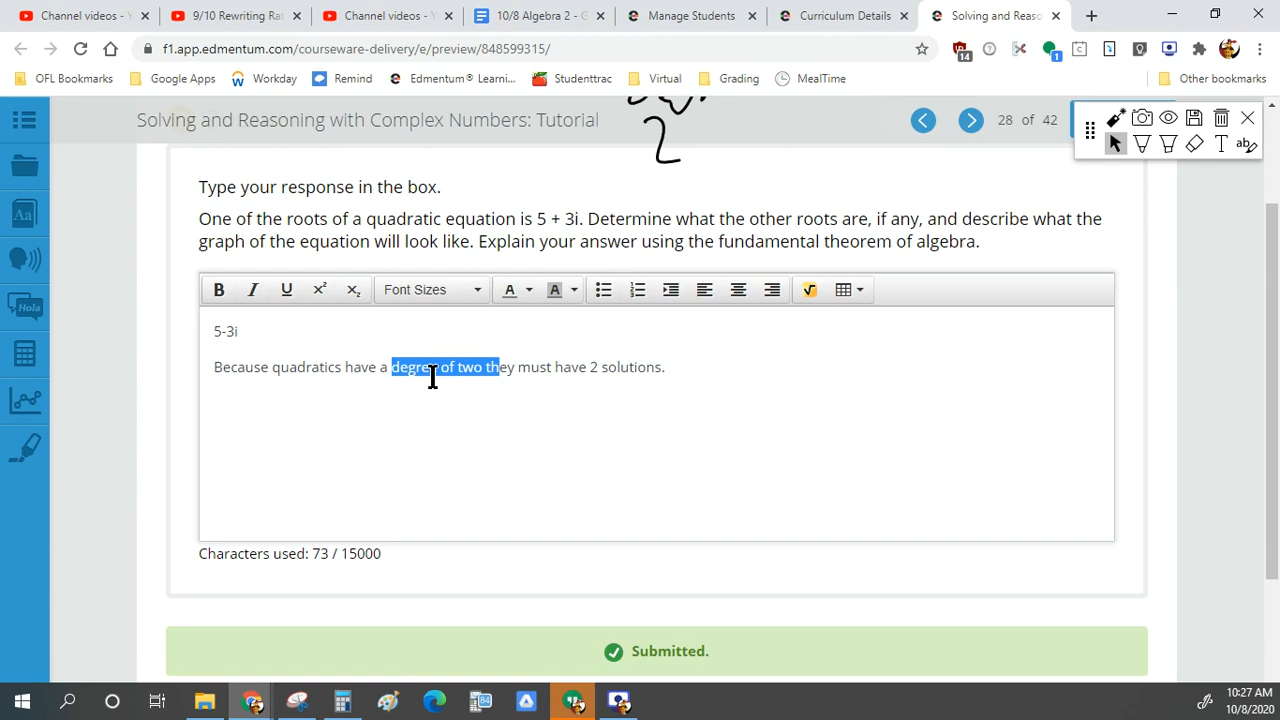 Channel videos - Y
9/10 Rewriting Rat
Channel videos - Y
10/8 Algebra 2 - G
Manage Students
Curriculum Details
Solving and Reaso
f1.app.edmentum.com/courseware-delivery/e/preview/848599315/
14
1
OFL Bookmarks
Google Apps
Workday
Remind
Edmentum® Learni...
Studenttrac
Virtual
Grading
MealTime
Other bookmarks
Solving and Reasoning with Complex Numbers: Tutorial
28 of 42
2
Type your response in the box.
One of the roots of a quadratic equation is 5 + 3i. Determine what the other roots are, if any, and describe what the
graph of the equation will look like. Explain your answer using the fundamental theorem of algebra.
Font Sizes
5-3i
Because quadratics have a degree of two they must have 2 solutions.
Characters used: 73 / 15000
Submitted.
Aa
Hola
10:27 AM
10/8/2020